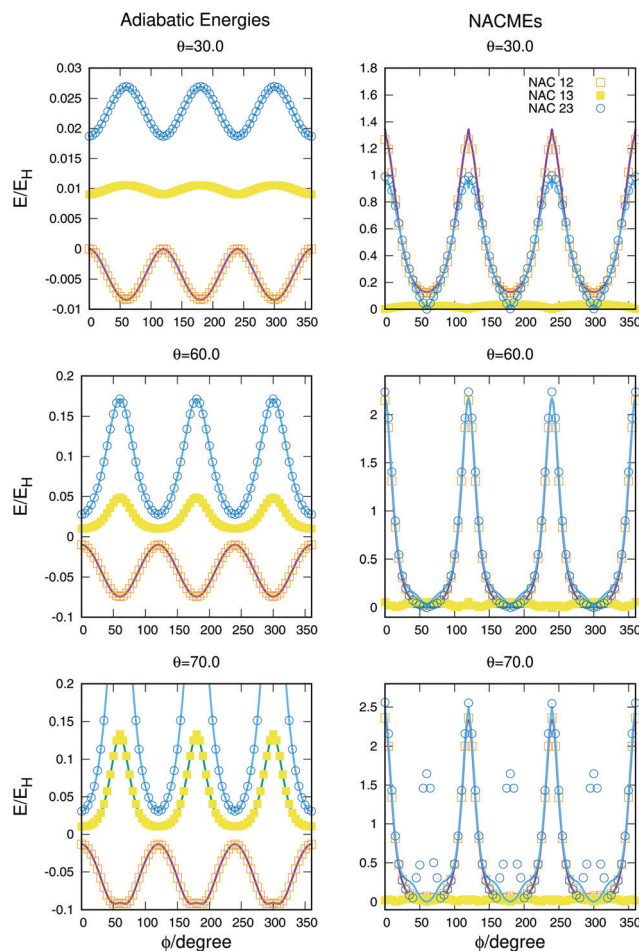 Adiabatic Energies
NACMEs
θ=30.0
θ=30.0
0.03
0.025
0.02
0.015
0.01
0.005
0
-0.005
-0.01
E/E_H
0 50 100 150 200 250 300 350
1.8
1.6
1.4
1.2
1
0.8
0.6
0.4
0.2
0
NAC 12
NAC 13
NAC 23
0 50 100 150 200 250 300 350
θ=60.0
θ=60.0
0.2
0.15
0.1
0.05
0
-0.05
-0.1
E/E_H
0 50 100 150 200 250 300 350
2
1.5
1
0.5
0
0 50 100 150 200 250 300 350
θ=70.0
θ=70.0
0.2
0.15
0.1
0.05
0
-0.05
-0.1
E/E_H
0 50 100 150 200 250 300 350
ϕ/degree
2.5
2
1.5
1
0.5
0
0 50 100 150 200 250 300 350
ϕ/degree